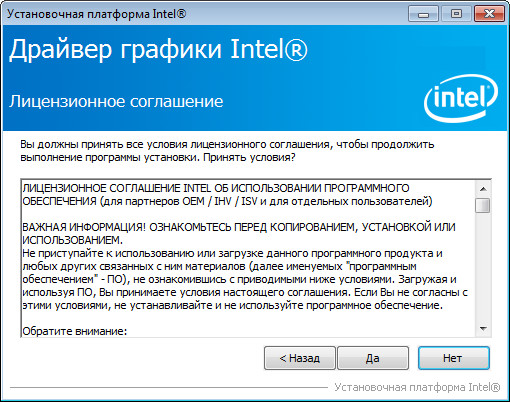 Установочная платформа Intel®
Драйвер графики Intel®
Лицензионное соглашение
intel
Вы должны принять все условия лицензионного соглашения, чтобы продолжить
выполнение программы установки. Принять условия?
ЛИЦЕНЗИОННОЕ СОГЛАШЕНИЕ INTEL ОБ ИСПОЛЬЗОВАНИИ ПРОГРАММНОГО
ОБЕСПЕЧЕНИЯ (для партнеров OEM / IHV / ISV и для отдельных пользователей)
ВАЖНАЯ ИНФОРМАЦИЯ! ОЗНАКОМЬТЕСЬ ПЕРЕД КОПИРОВАНИЕМ, УСТАНОВКОЙ ИЛИ
ИСПОЛЬЗОВАНИЕМ.
Не приступайте к использованию или загрузке данного программного продукта и
любых других связанных с ним материалов (далее именуемых "программным
обеспечением" - ПО), не ознакомившись с приводимыми ниже условиями. Загружая и
используя ПО, Вы принимаете условия настоящего соглашения. Если Вы не согласны с
этими условиями, не устанавливайте и не используйте программное обеспечение.
Обратите внимание:
< Назад
Да
Нет
Установочная платформа Intel®